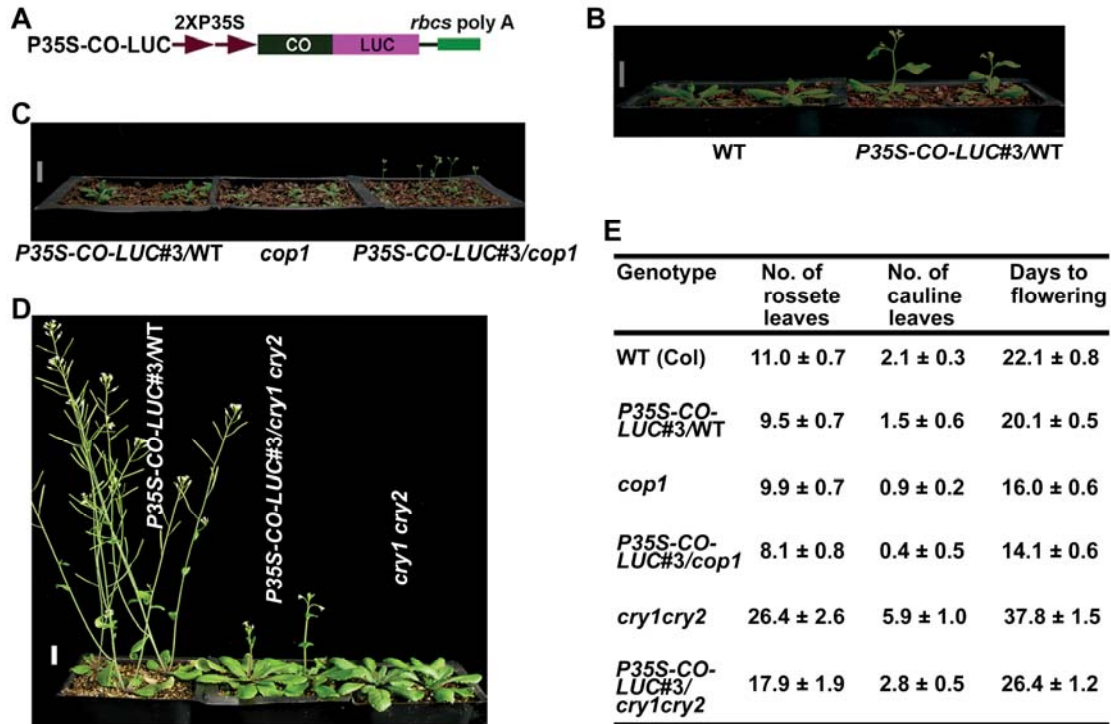 A
2XP35S
rbcs poly A
P35S-CO-LUC
CO
LUC
B
WT
P35S-CO-LUC#3/WT
C
P35S-CO-LUC#3/WT
cop1
P35S-CO-LUC#3/cop1
D
P35S-CO-LUC#3/WT
P35S-CO-LUC#3/cry1 cry2
cry1 cry2
E
Genotype
No. of
rossete
leaves
No. of
cauline
leaves
Days to
flowering
WT (Col) 11.0 ± 0.7 2.1 ± 0.3 22.1 ± 0.8
P35S-CO-
LUC#3/WT 9.5 ± 0.7 1.5 ± 0.6 20.1 ± 0.5
cop1 9.9 ± 0.7 0.9 ± 0.2 16.0 ± 0.6
P35S-CO-
LUC#3/cop1 8.1 ± 0.8 0.4 ± 0.5 14.1 ± 0.6
cry1cry2 26.4 ± 2.6 5.9 ± 1.0 37.8 ± 1.5
P35S-CO-
LUC#3/ 17.9 ± 1.9 2.8 ± 0.5 26.4 ± 1.2
cry1cry2